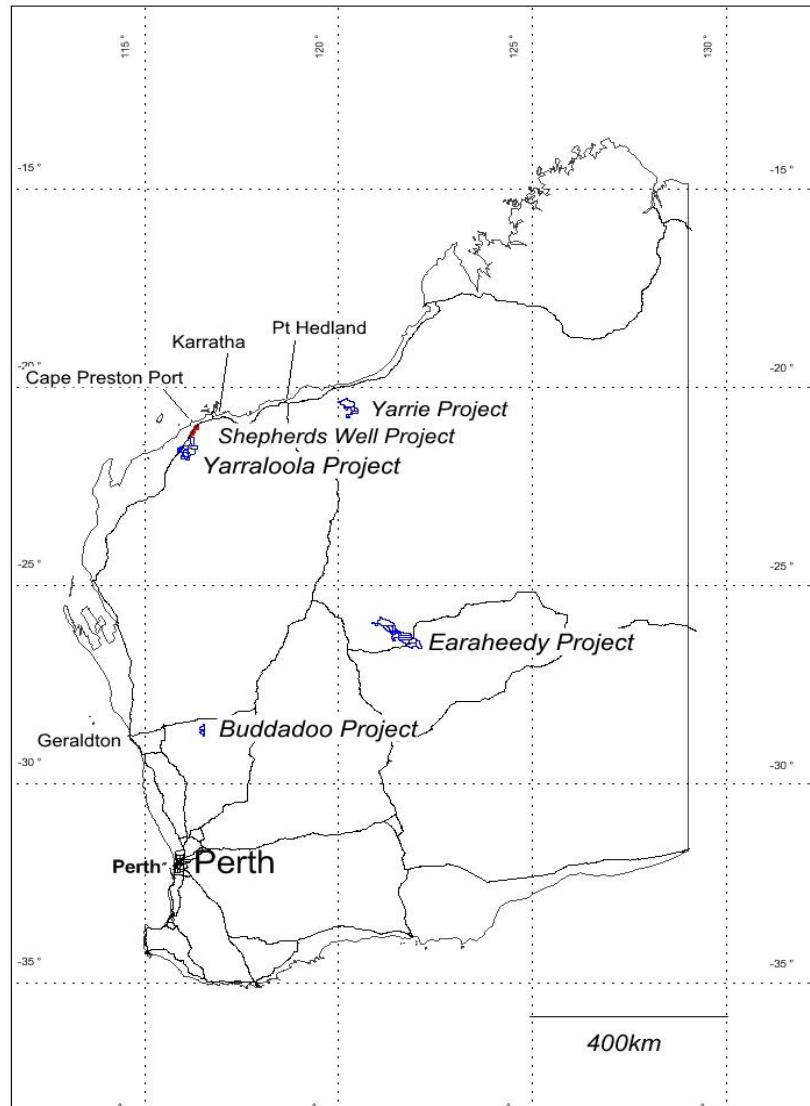 115 °
120 °
125 °
130 °
-15 °
-15 °
Pt Hedland
Karratha
-20 °
-20 °
Cape Preston Port
Yarrie Project
Shepherds Well Project
Yarraloola Project
-25 °
-25 °
Earaheedy Project
Buddadoo Project
Geraldton
-30 °
-30 °
Perth
Perth
-35 °
-35 °
400km